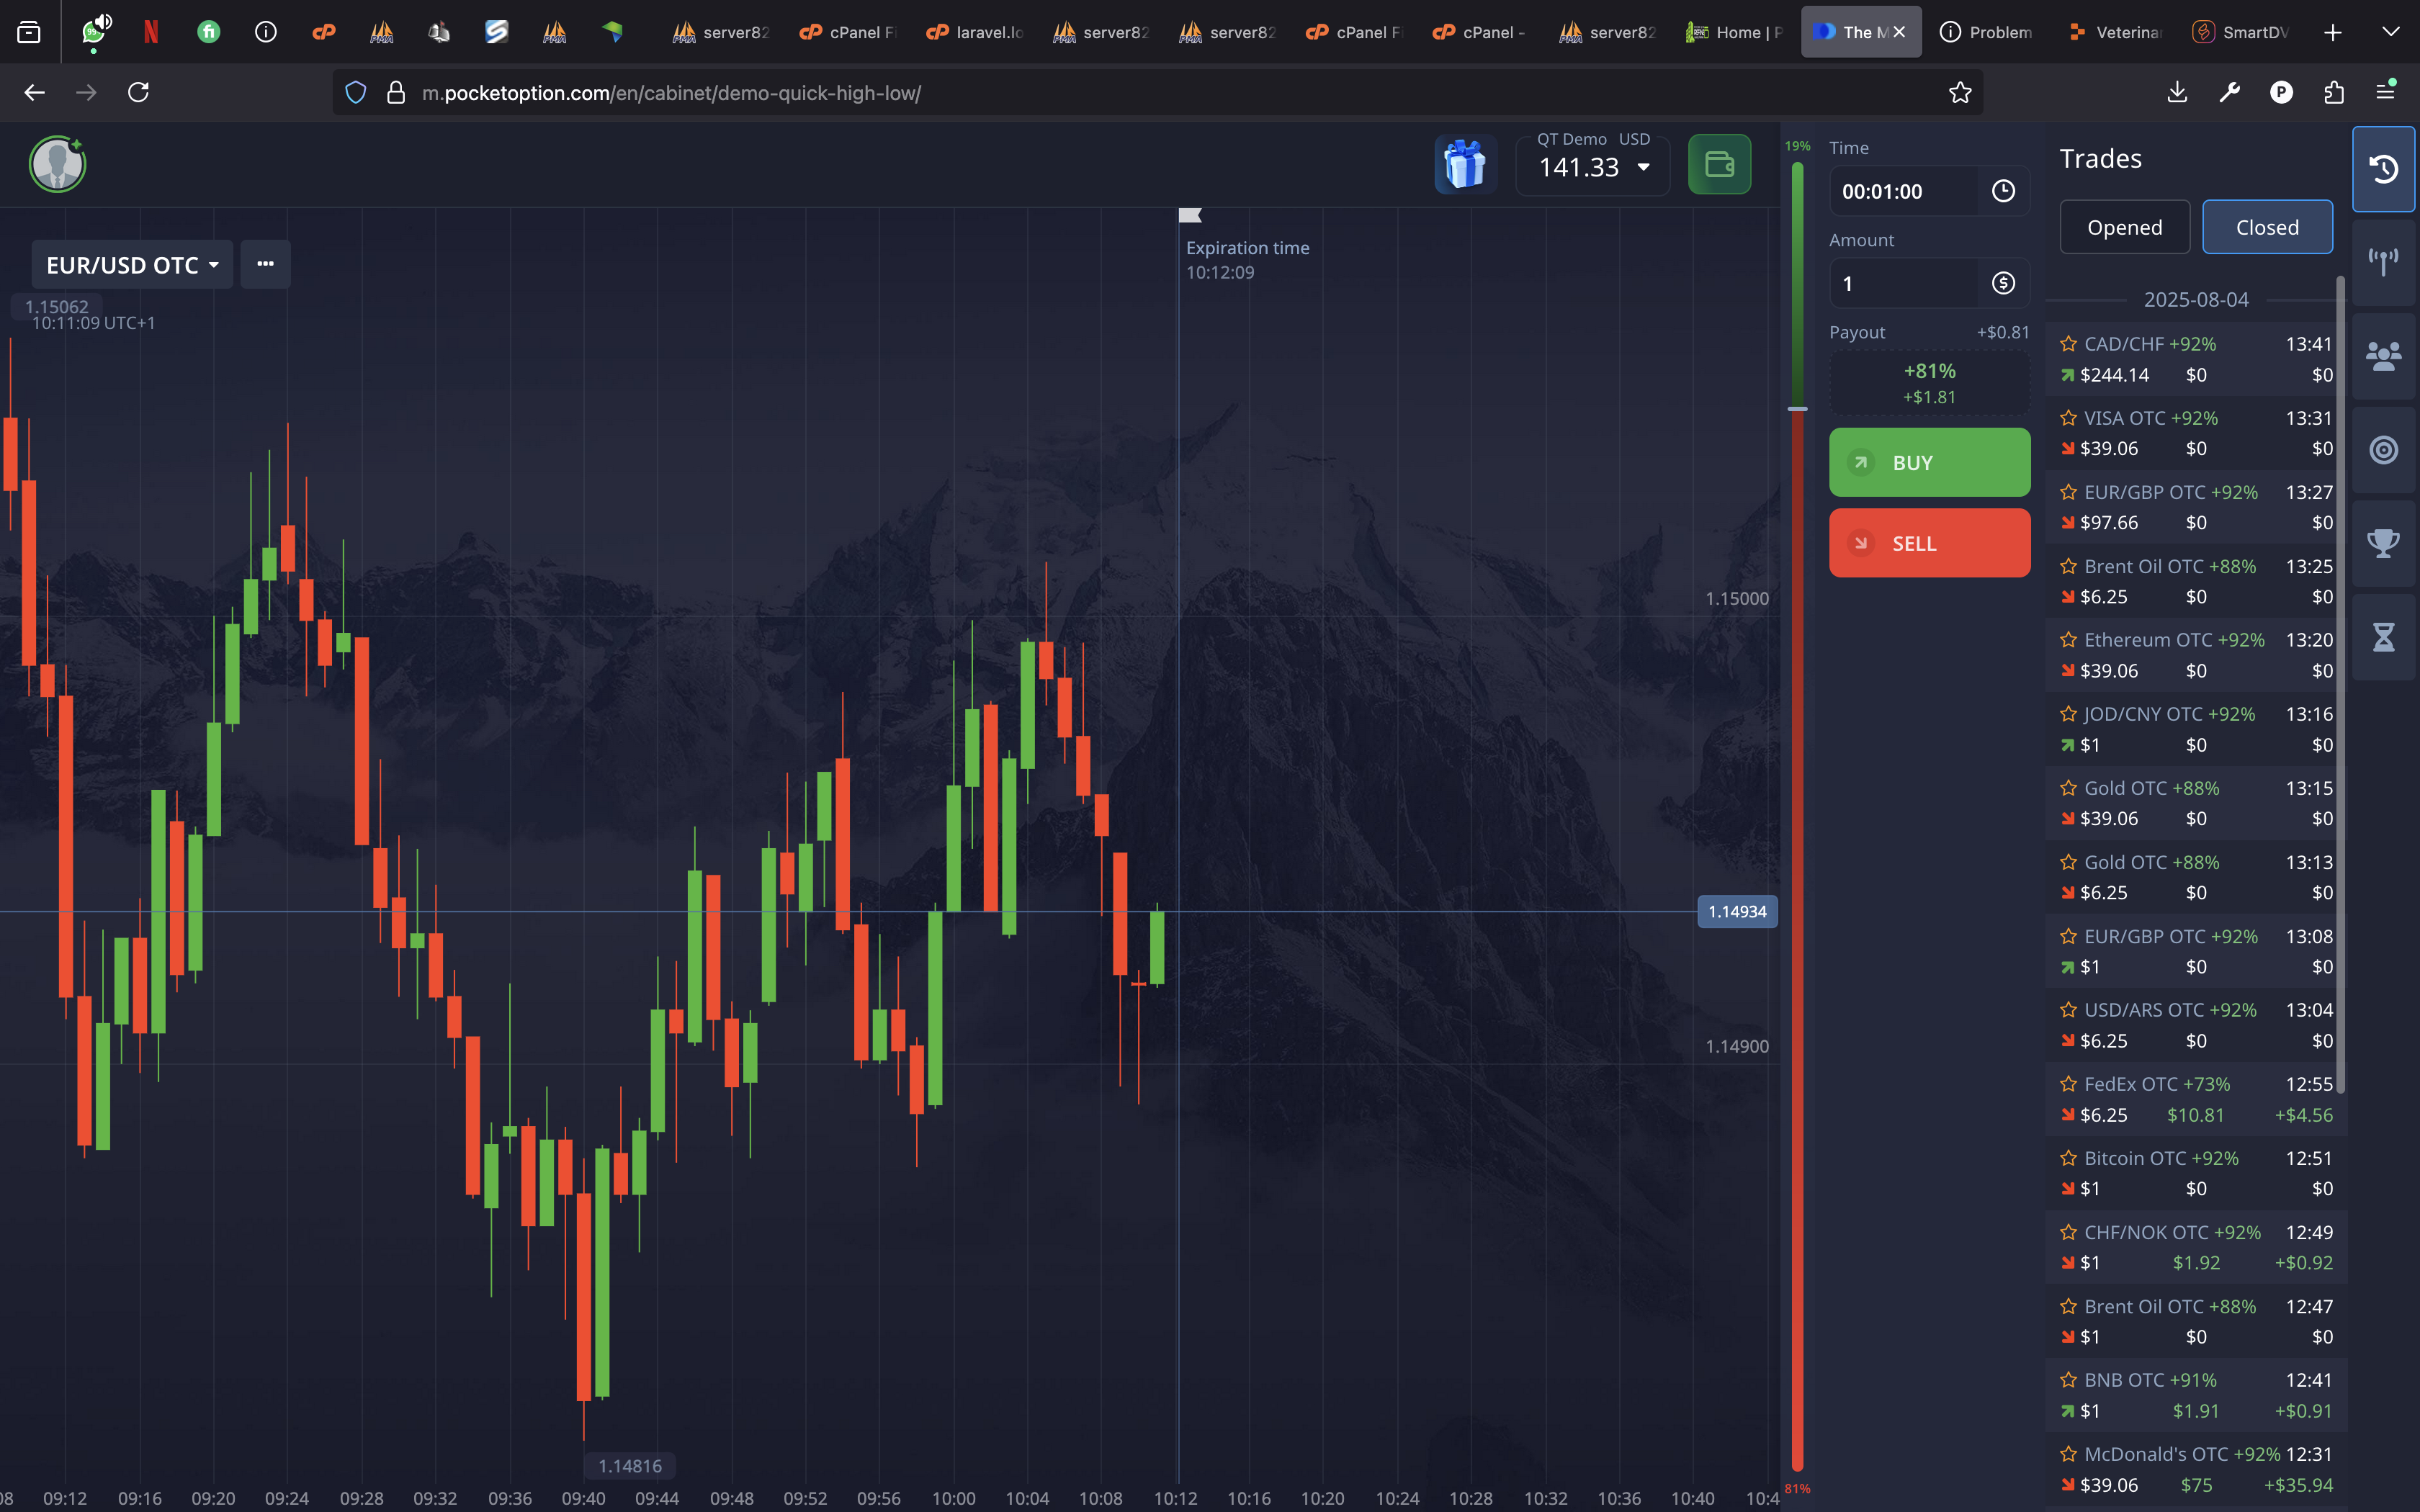 99
server82
cPanel Fi
laravel.lo
server82
server82
cPanel Fi
cPanel -
server82
Home | P
The M
Problem
Veterinar
SmartDV
m.pocketoption.com/en/cabinet/demo-quick-high-low/
QT Demo USD
141.33
19%
EUR/USD OTC
1.15062
10:11:09 UTC+1
Expiration time
10:12:09
1.15000
1.14934
1.14900
1.14816
81%
08 09:12 09:16 09:20 09:24 09:28 09:32 09:36 09:40 09:44 09:48 09:52 09:56 10:00 10:04 10:08 10:12 10:16 10:20 10:24 10:28 10:32 10:36 10:40 10:4
Time
00:01:00
Amount
1
Payout +$0.81
+81%
+$1.81
BUY
SELL
Trades
Opened Closed
2025-08-04
CAD/CHF +92% 13:41
$244.14 $0 $0
VISA OTC +92% 13:31
$39.06 $0 $0
EUR/GBP OTC +92% 13:27
$97.66 $0 $0
Brent Oil OTC +88% 13:25
$6.25 $0 $0
Ethereum OTC +92% 13:20
$39.06 $0 $0
JOD/CNY OTC +92% 13:16
$1 $0 $0
Gold OTC +88% 13:15
$39.06 $0 $0
Gold OTC +88% 13:13
$6.25 $0 $0
EUR/GBP OTC +92% 13:08
$1 $0 $0
USD/ARS OTC +92% 13:04
$6.25 $0 $0
FedEx OTC +73% 12:55
$6.25 $10.81 +$4.56
Bitcoin OTC +92% 12:51
$1 $0 $0
CHF/NOK OTC +92% 12:49
$1 $1.92 +$0.92
Brent Oil OTC +88% 12:47
$1 $0 $0
BNB OTC +91% 12:41
$1 $1.91 +$0.91
McDonald's OTC +92% 12:31
$39.06 $75 +$35.94